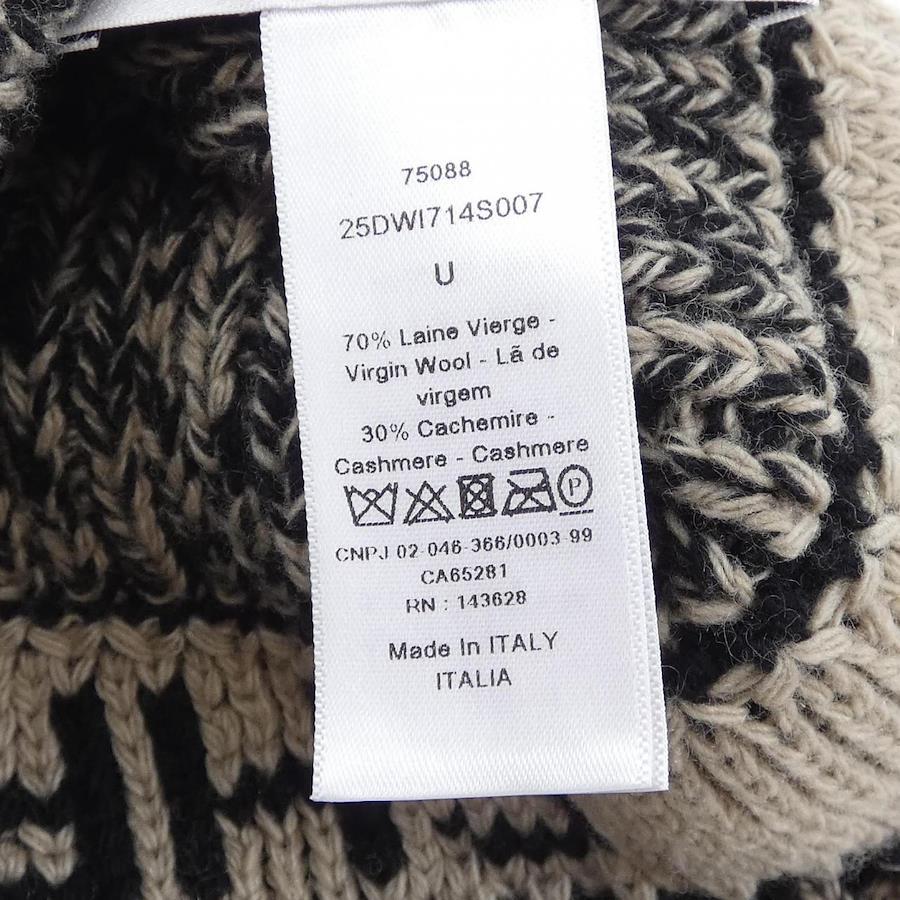 75088
25DWI714S007
U
70% Laine Vierge -
Virgin Wool - Lã de
virgem
30% Cachemire -
Cashmere - Cashmere
P
CNPJ 02-046-366/0003-99
CA65281
RN : 143628
Made In ITALY
ITALIA